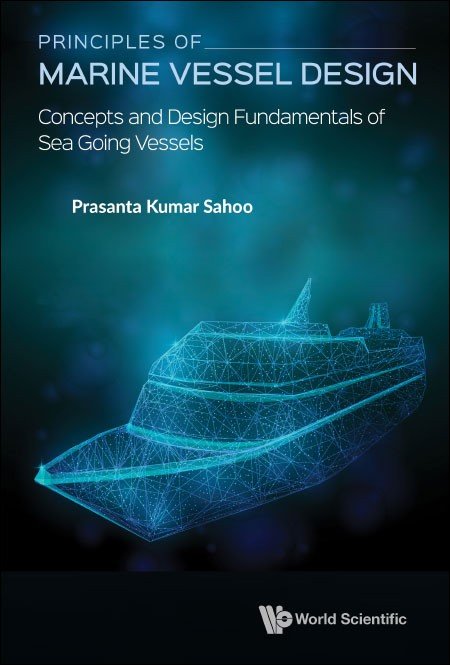 PRINCIPLES OF
MARINE VESSEL DESIGN
Concepts and Design Fundamentals of
Sea Going Vessels
Prasanta Kumar Sahoo
World Scientific